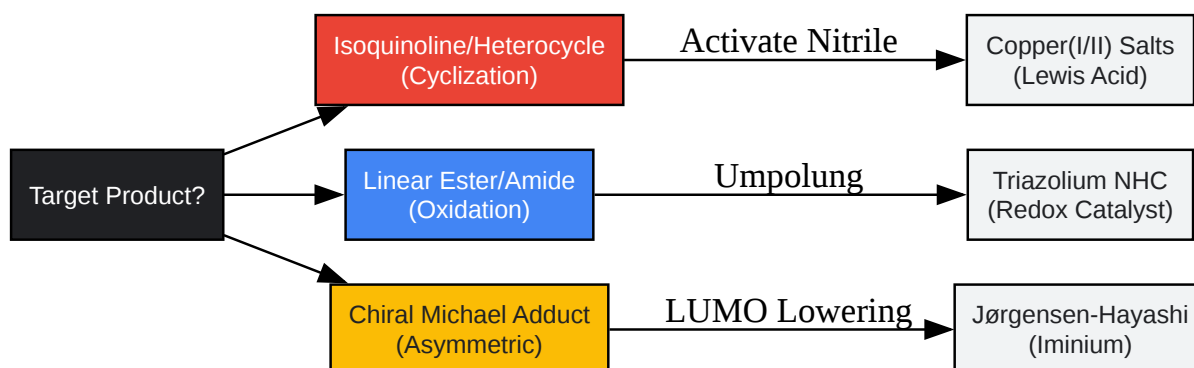 Isoquinoline/Heterocycle
(Cyclization)
Activate Nitrile
Copper(I/II) Salts
(Lewis Acid)
Target Product?
Linear Ester/Amide
(Oxidation)
Umpolung
Triazolium NHC
(Redox Catalyst)
Chiral Michael Adduct
(Asymmetric)
LUMO Lowering
Jørgensen-Hayashi
(Iminium)